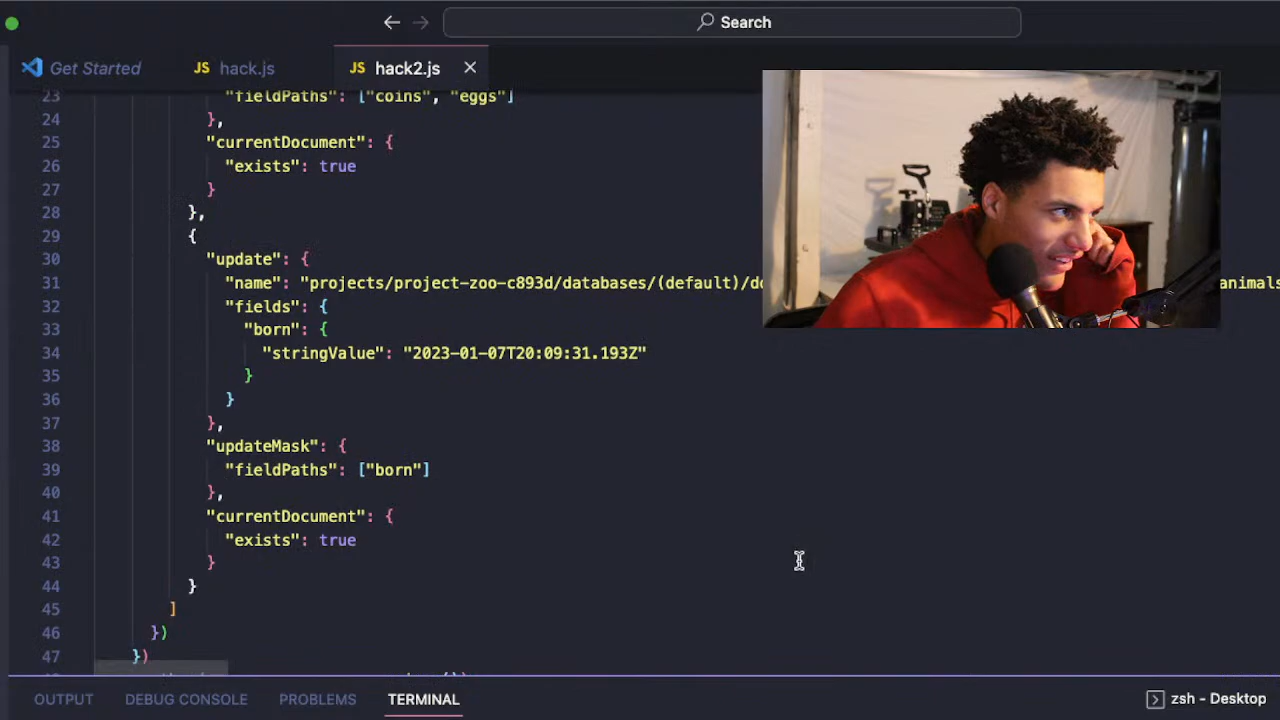 Search
Get Started
JS hack.js
JS hack2.js
23 "fieldPaths": ["coins", "eggs"]
24 },
25 "currentDocument": {
26 "exists": true
27 }
28 },
29 {
30 "update": {
31 "name": "projects/project-zoo-c893d/databases/(default)/do animals
32 "fields": {
33 "born": {
34 "stringValue": "2023-01-07T20:09:31.193Z"
35 }
36 }
37 },
38 "updateMask": {
39 "fieldPaths": ["born"]
40 },
41 "currentDocument": {
42 "exists": true
43 }
44 }
45 ]
46 })
47 })
OUTPUT DEBUG CONSOLE PROBLEMS TERMINAL zsh - Desktop